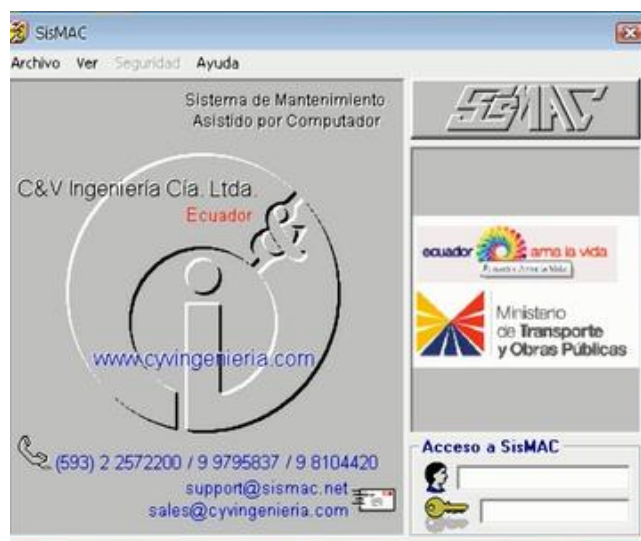 SisMAC
Archivo Ver Seguridad Ayuda
Sistema de Mantenimiento
Asistido por Computador
C&V Ingeniería Cía. Ltda.
Ecuador
&
i
www.cyvingenieria.com
(593) 2 2572200 / 9 9795837 / 9 8104420
support@sismac.net
sales@cyvingenieria.com
SisMAC
ecuador ama la vida
Ministerio
de Transporte
y Obras Públicas
Acceso a SisMAC